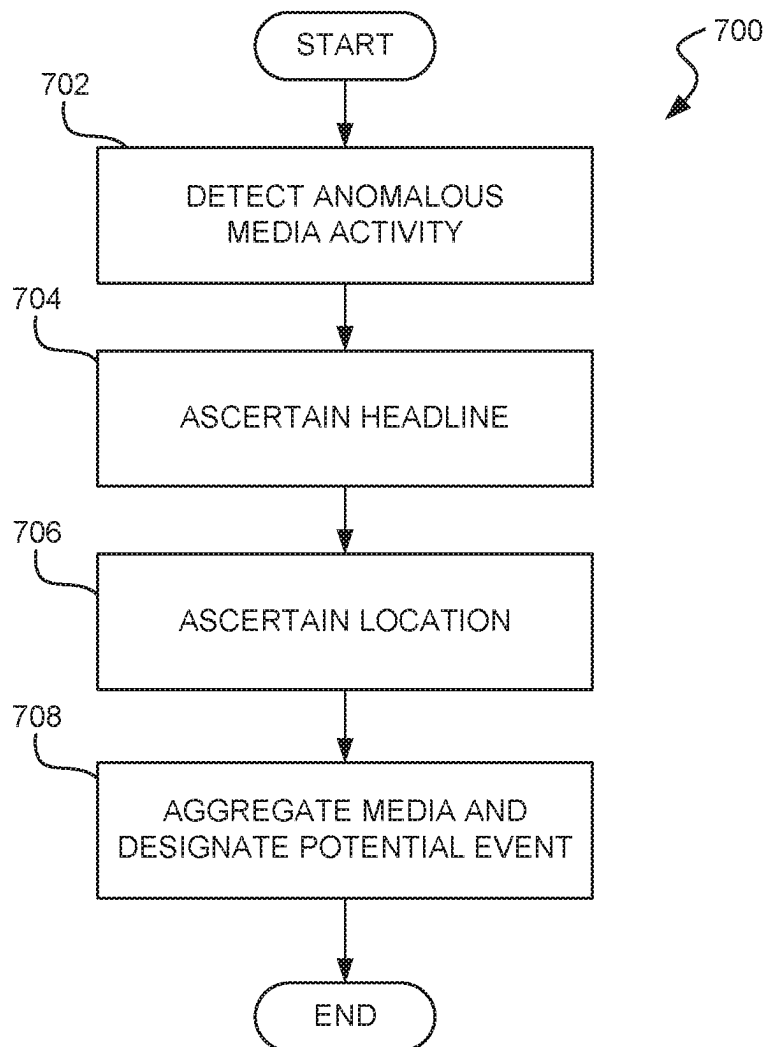 START
700
702
DETECT ANOMALOUS
MEDIA ACTIVITY
704
ASCERTAIN HEADLINE
706
ASCERTAIN LOCATION
708
AGGREGATE MEDIA AND
DESIGNATE POTENTIAL EVENT
END